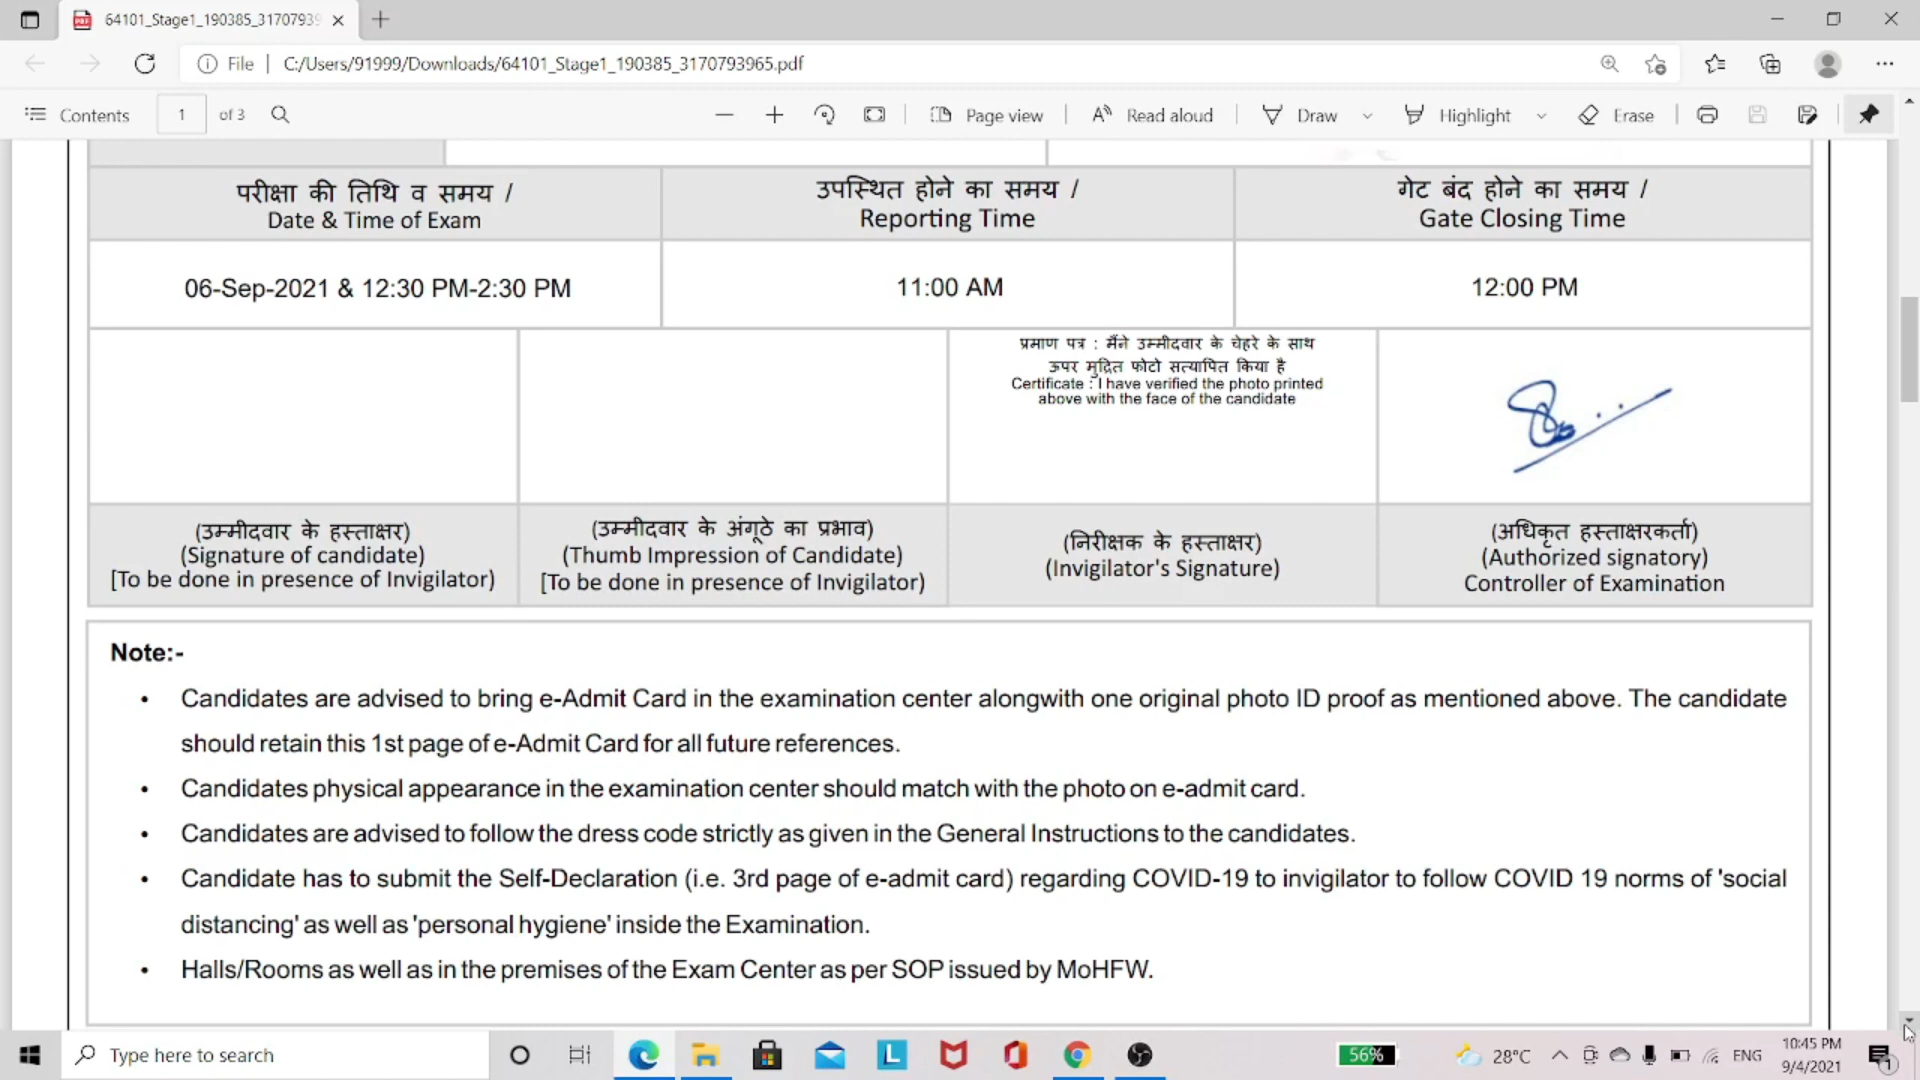 64101_Stage1_190385_31707939
File
C:/Users/91999/Downloads/64101_Stage1_190385_3170793965.pdf
Contents
1
of 3
Page view
Read aloud
Draw
Highlight
Erase
परीक्षा की तिथि व समय /
Date & Time of Exam
उपस्थित होने का समय /
Reporting Time
गेट बंद होने का समय /
Gate Closing Time
06-Sep-2021 & 12:30 PM-2:30 PM
11:00 AM
12:00 PM
प्रमाण पत्र : मैंने उम्मीदवार के चेहरे के साथ
ऊपर मुद्रित फोटो सत्यापित किया है
Certificate : I have verified the photo printed
above with the face of the candidate
(उम्मीदवार के हस्ताक्षर)
(Signature of candidate)
[To be done in presence of Invigilator)
(उम्मीदवार के अंगूठे का प्रभाव)
(Thumb Impression of Candidate)
[To be done in presence of Invigilator)
(निरीक्षक के हस्ताक्षर)
(Invigilator's Signature)
(अधिकृत हस्ताक्षरकर्ता)
(Authorized signatory)
Controller of Examination
Note:-
• Candidates are advised to bring e-Admit Card in the examination center alongwith one original photo ID proof as mentioned above. The candidate
should retain this 1st page of e-Admit Card for all future references.
• Candidates physical appearance in the examination center should match with the photo on e-admit card.
• Candidates are advised to follow the dress code strictly as given in the General Instructions to the candidates.
• Candidate has to submit the Self-Declaration (i.e. 3rd page of e-admit card) regarding COVID-19 to invigilator to follow COVID 19 norms of 'social
distancing' as well as 'personal hygiene' inside the Examination.
• Halls/Rooms as well as in the premises of the Exam Center as per SOP issued by MoHFW.
Type here to search
56%
28°C
ENG
10:45 PM
9/4/2021
1